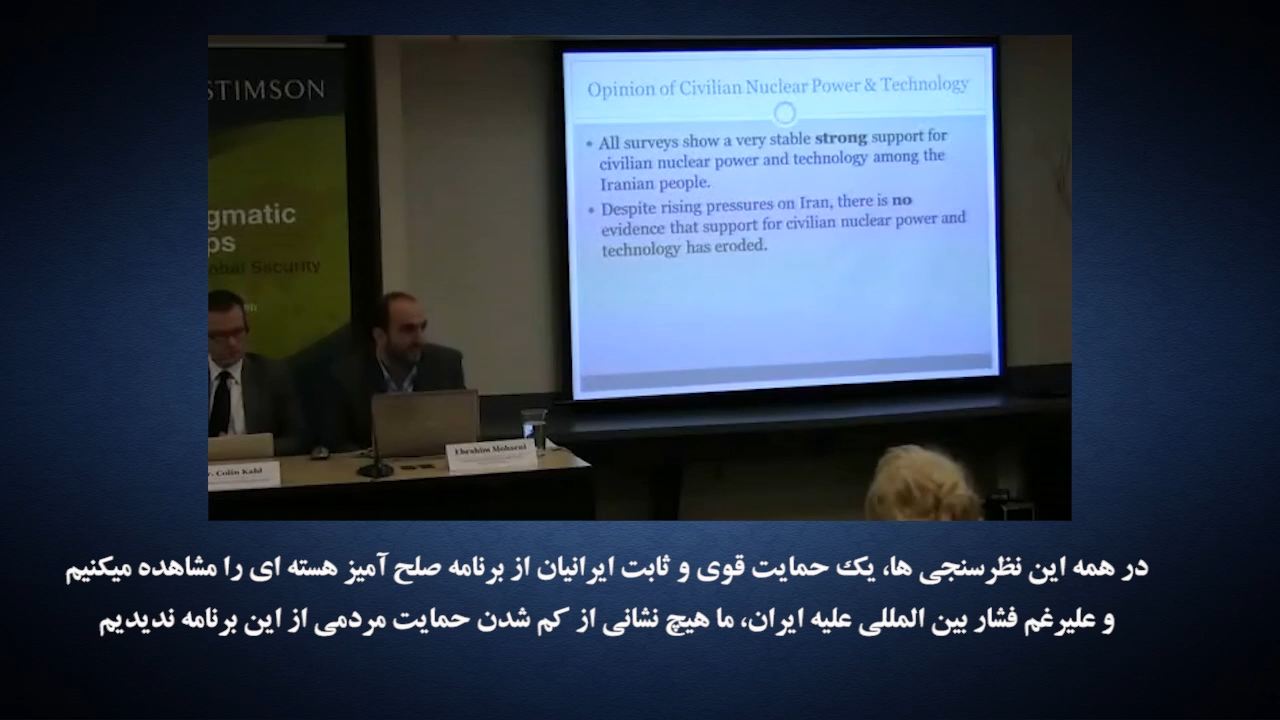 STIMSON
gmatic
ps
obal Security
Opinion of Civilian Nuclear Power & Technology
• All surveys show a very stable strong support for
civilian nuclear power and technology among the
Iranian people.
• Despite rising pressures on Iran, there is no
evidence that support for civilian nuclear power and
technology has eroded.
Colin Kahl
Ebrahim Mohseni
در همه این نظرسنجی ها، یک حمایت قوی و ثابت ایرانیان از برنامه صلح آمیز هسته ای را مشاهده میکنیم
و علیرغم فشار بین المللی علیه ایران، ما هیچ نشانی از کم شدن حمایت مردمی از این برنامه ندیدیم